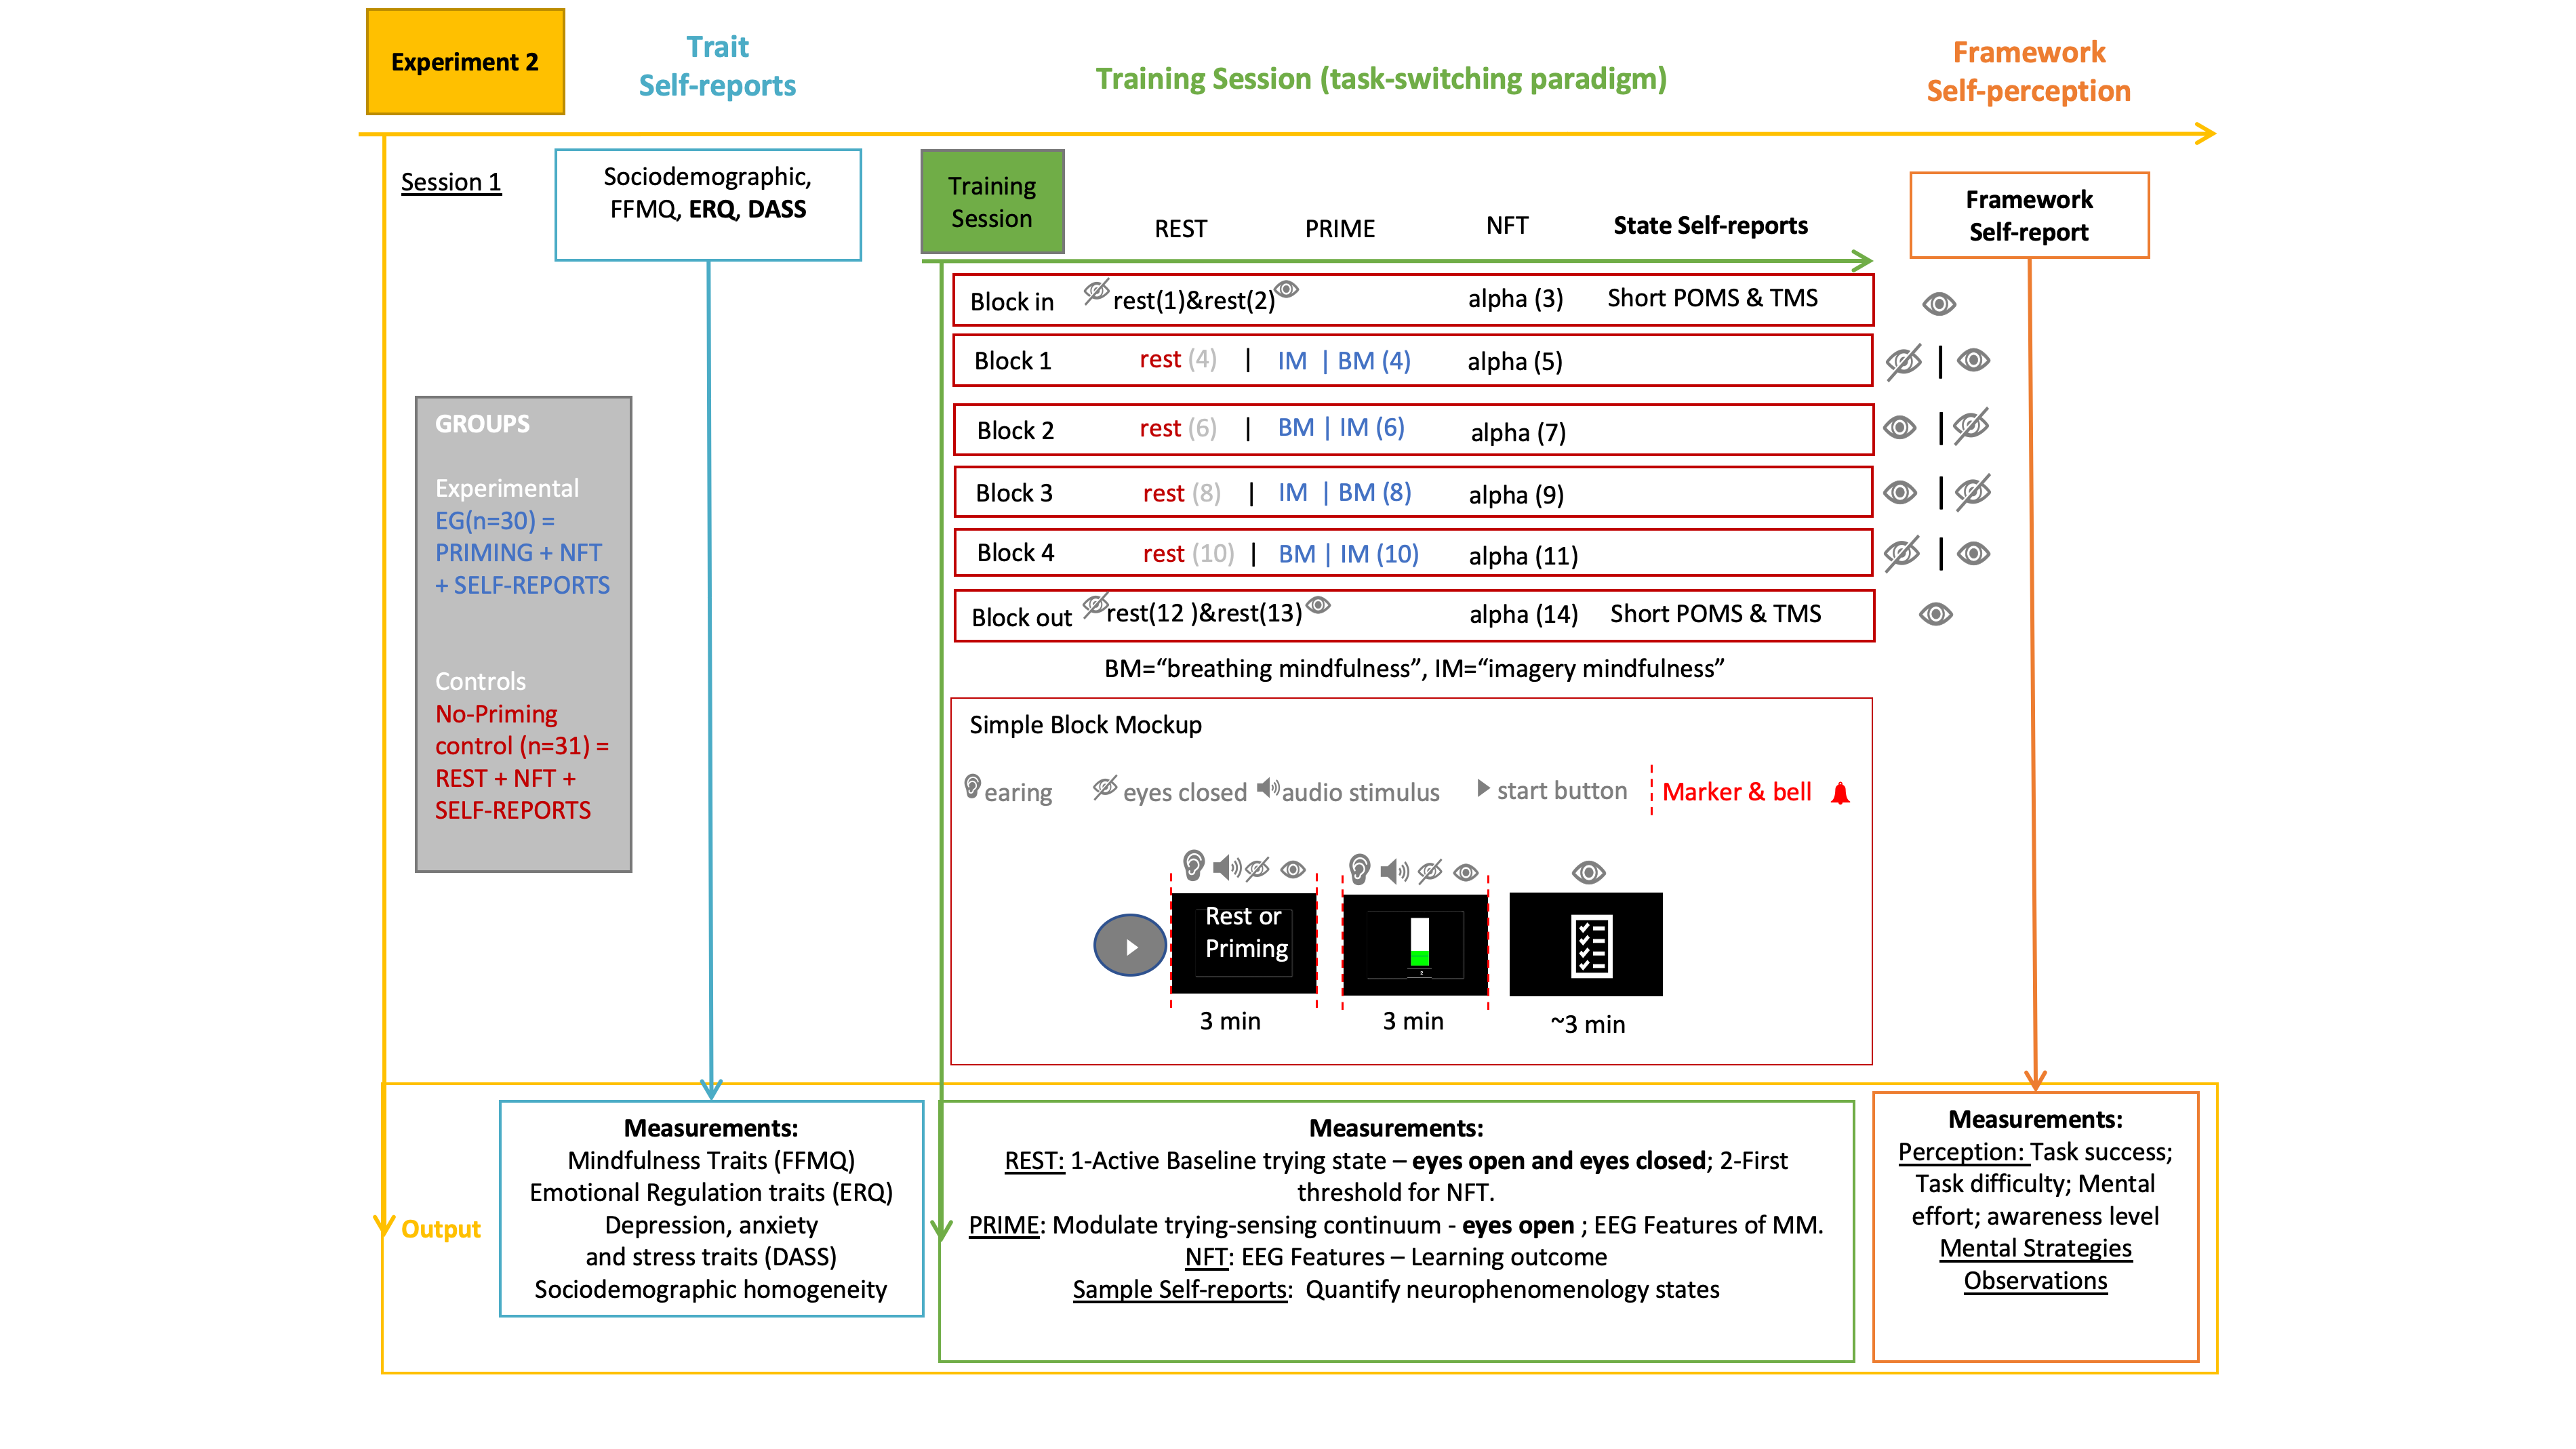 Experiment 2
Trait
Self-reports
Training Session (task-switching paradigm)
Framework
Self-perception
Session 1
Sociodemographic,
FFMQ, ERQ, DASS
Training
Session
REST
PRIME
NFT
State Self-reports
Framework
Self-report
Block in
rest(1)&rest(2)
alpha (3)
Short POMS & TMS
Block 1
rest (4) | IM | BM (4)
alpha (5)
|
Block 2
rest (6) | BM | IM (6)
alpha (7)
|
Block 3
rest (8) | IM | BM (8)
alpha (9)
|
Block 4
rest (10) | BM | IM (10)
alpha (11)
|
Block out
rest(12 )&rest(13)
alpha (14)
Short POMS & TMS
BM=“breathing mindfulness”, IM=“imagery mindfulness”
GROUPS
Experimental
EG(n=30) =
PRIMING + NFT
+ SELF-REPORTS
Controls
No-Priming
control (n=31) =
REST + NFT +
SELF-REPORTS
Simple Block Mockup
earing
eyes closed
audio stimulus
start button
Marker & bell
Rest or
Priming
2
3 min
3 min
~3 min
Output
Measurements:
Mindfulness Traits (FFMQ)
Emotional Regulation traits (ERQ)
Depression, anxiety
and stress traits (DASS)
Sociodemographic homogeneity
Measurements:
REST: 1-Active Baseline trying state – eyes open and eyes closed; 2-First
threshold for NFT.
PRIME: Modulate trying-sensing continuum - eyes open ; EEG Features of MM.
NFT: EEG Features – Learning outcome
Sample Self-reports: Quantify neurophenomenology states
Measurements:
Perception: Task success;
Task difficulty; Mental
effort; awareness level
Mental Strategies
Observations